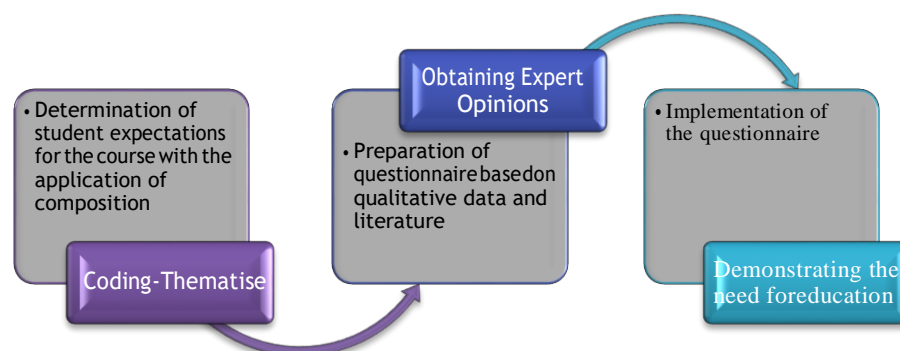 • Determination of
student expectations
for the course with the
application of
composition
Coding-Thematise
Obtaining Expert
Opinions
• Preparation of
questionnaire basedon
qualitative data and
literature
• Implementation of
the questionnaire
Demonstrating the
need foreducation